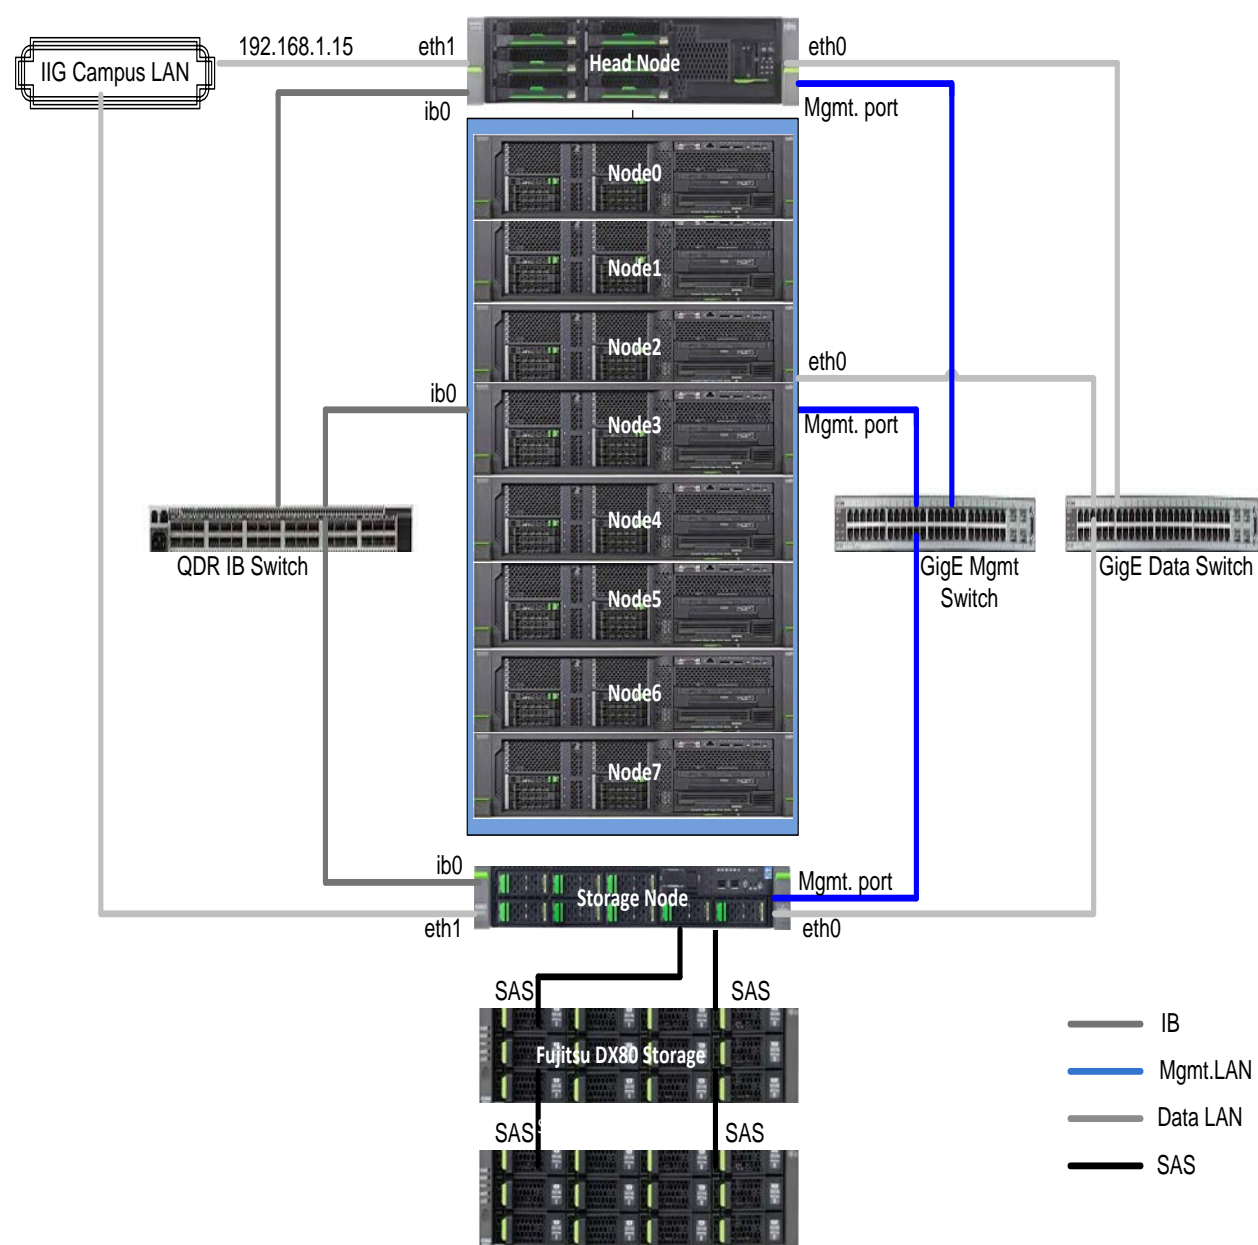 192.168.1.15
eth1
eth0
IIG Campus LAN
Head Node
ib0
Mgmt. port
Node0
Node1
Node2
eth0
ib0
Node3
Mgmt. port
Node4
QDR IB Switch
GigE Mgmt
Switch
GigE Data Switch
Node5
Node6
Node7
ib0
Mgmt. port
Storage Node
eth1
eth0
SAS
SAS
IB
Fujitsu DX80 Storage
Mgmt.LAN
Data LAN
SAS
SAS
SAS